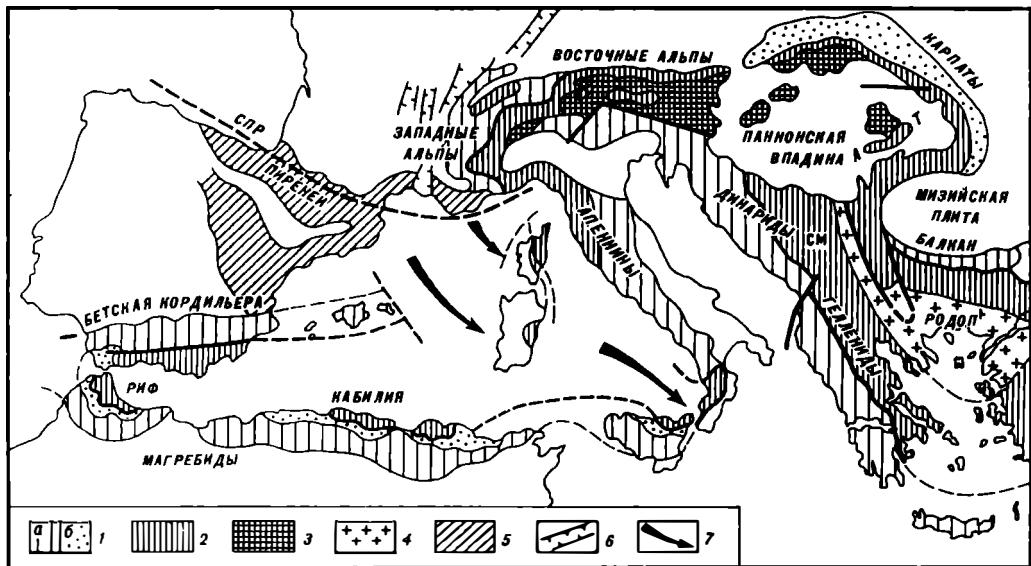 КАРПАТЫ
ВОСТОЧНЫЕ АЛЬПЫ
СПР
ЗАПАДНЫЕ
АЛЬПЫ
ПАННОНСКАЯ
ВПАДИНА
А
Т
ПИРЕНЕИ
МИЗИЙСКАЯ
ПЛИТА
БАЛКАН
АПЕННИНЫ
ДИНАРИДЫ
СМ
БЕТСКАЯ КОРДИЛЬЕРА
РОДОП
ГЕЛЛЕНИДЫ
РИФ
КАБИЛИЯ
МАГРЕБИДЫ
а б 1 2 3 4 5 6 7